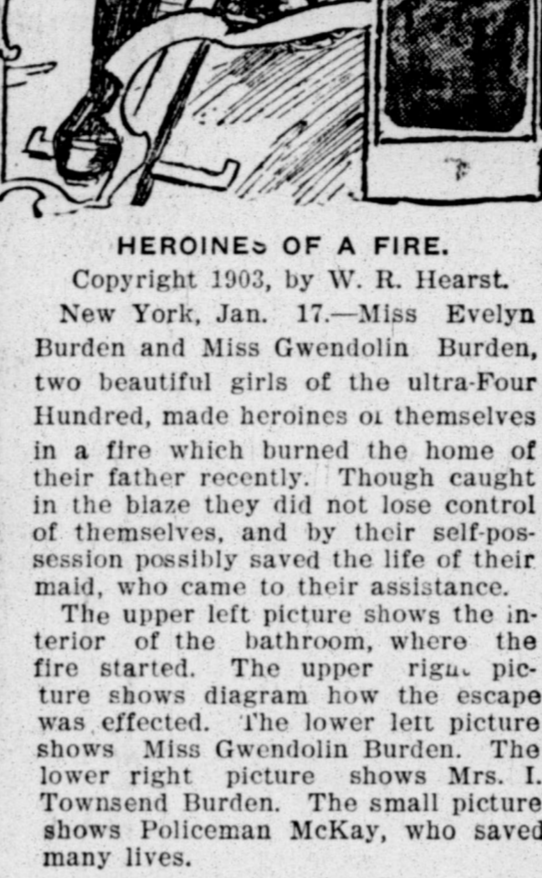 HEROINES OF A FIRE.
Copyright 1903, by W. R. Hearst.
New York, Jan. 17.—Miss Evelyn
Burden and Miss Gwendolin Burden,
two beautiful girls of the ultra-Four
Hundred, made heroines of themselves
in a fire which burned the home of
their father recently. Though caught
in the blaze they did not lose control
of themselves, and by their self-pos-
session possibly saved the life of their
maid, who came to their assistance.
The upper left picture shows the in-
terior of the bathroom, where the
fire started. The upper right pic-
ture shows diagram how the escape
was effected. The lower left picture
shows Miss Gwendolin Burden. The
lower right picture shows Mrs. I.
Townsend Burden. The small picture
shows Policeman McKay, who saved
many lives.